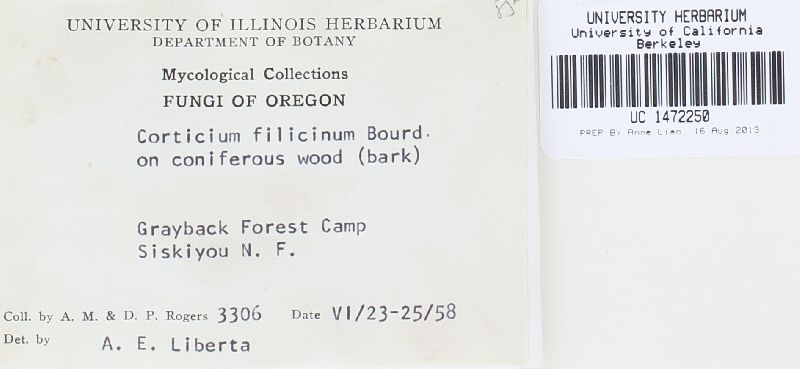 UNIVERSITY OF ILLINOIS HERBARIUM
DEPARTMENT OF BOTANY
Mycological Collections
FUNGI OF OREGON
Corticium filicinum Bourd.
on coniferous wood (bark)
Grayback Forest Camp
Siskiyou N. F.
Coll. by A. M. & D. P. Rogers 3306 Date VI/23-25/58
Det. by A. E. Liberta
UNIVERSITY HERBARIUM
University of California
Berkeley
UC 1472250
PREP By Anne Lian, 16 Aug 2013